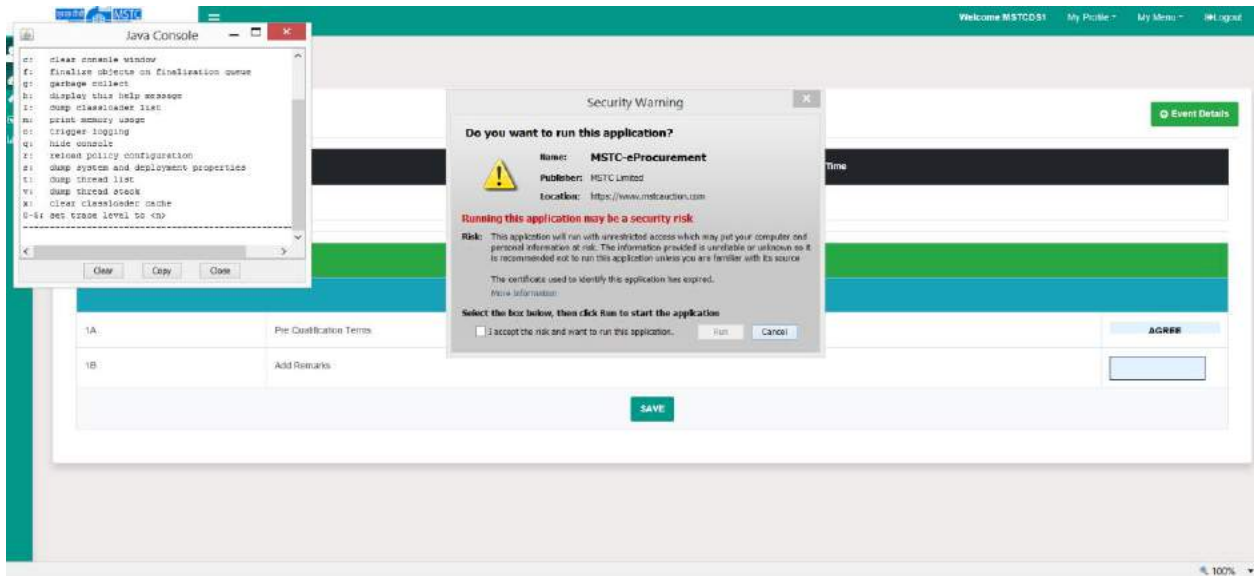 MSTC
Welcome MSTCDS1 My Profile My Menu Logout
Java Console
c: clear console window
f: finalize objects on finalization queue
g: garbage collect
h: display this help message
l: dump classloader list
m: print memory usage
o: trigger logging
q: hide console
r: reload policy configuration
s: dump system and deployment properties
t: dump thread list
v: dump thread stack
x: clear classloader cache
0-5: set trace level to <n>
Clear Copy Close
Event Details
Time
Security Warning
Do you want to run this application?
Name: MSTC-eProcurement
Publisher: MSTC Limited
Location: https://www.mstcauction.com
Running this application may be a security risk
Risk: This application will run with unrestricted access which may put your computer and
personal information at risk. The information provided is unreliable or unknown so it
is recommended not to run this application unless you are familiar with its source
The certificate used to identify this application has expired.
More Information
Select the box below, then click Run to start the application
I accept the risk and want to run this application. Run Cancel
1A Pre Qualification Terms AGREE
1B Add Remarks
SAVE
100%